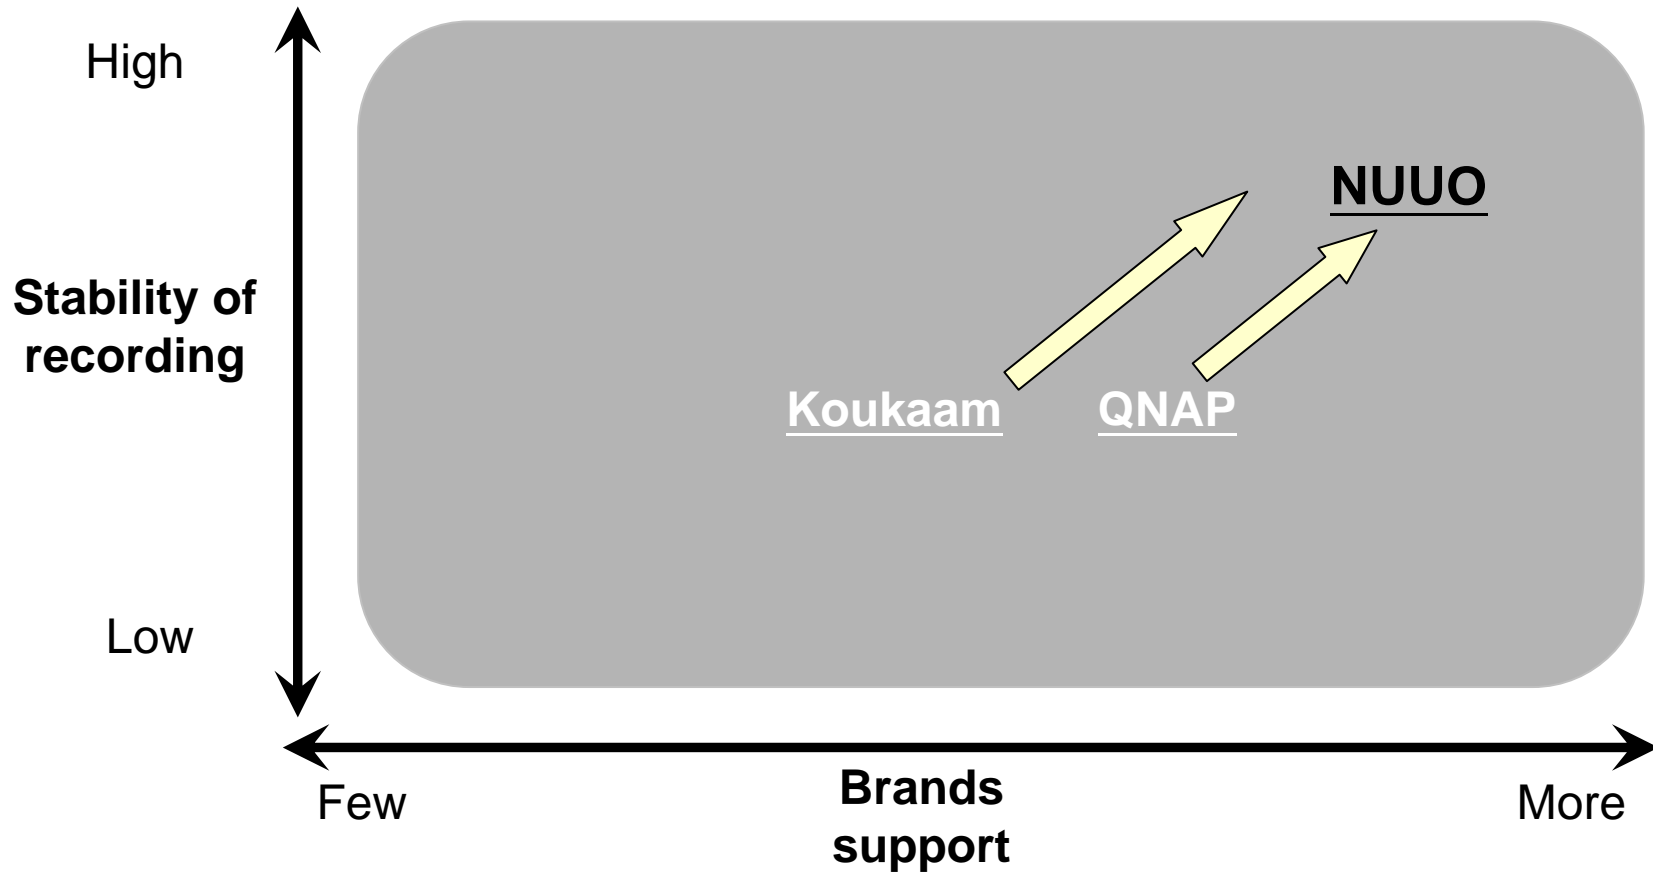 High
NUUO
Stability of
recording
Koukaam
QNAP
Low
Few
Brands
support
More